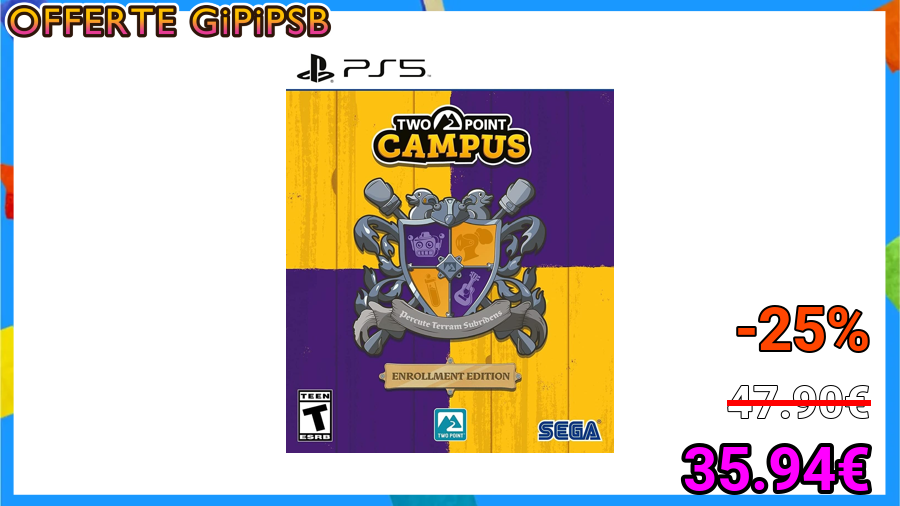 OFFERTE GiPiPSB
PS5
TWO POINT
CAMPUS
Percute Terram Subridens
ENROLLMENT EDITION
TEEN
T
ESRB
TWO POINT
SEGA
-25%
47.90€
35.94€